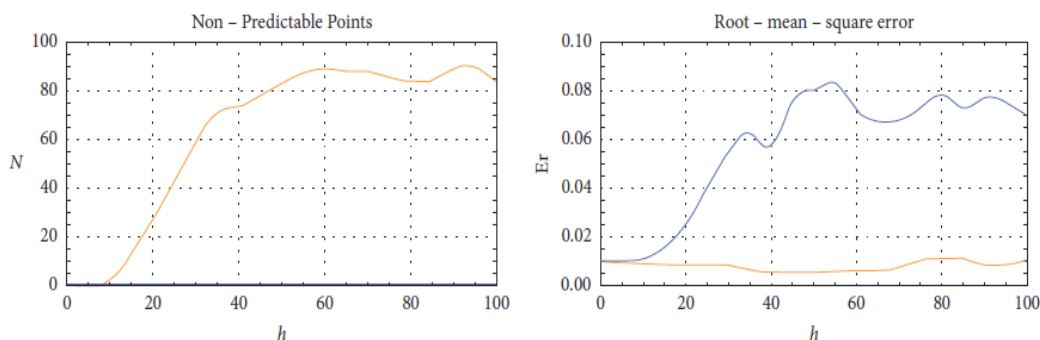 Non – Predictable Points
100
80
60
40
20
0
N
0 20 40 60 80 100
h
Root – mean – square error
0.10
0.08
0.06
0.04
0.02
0.00
Er
0 20 40 60 80 100
h